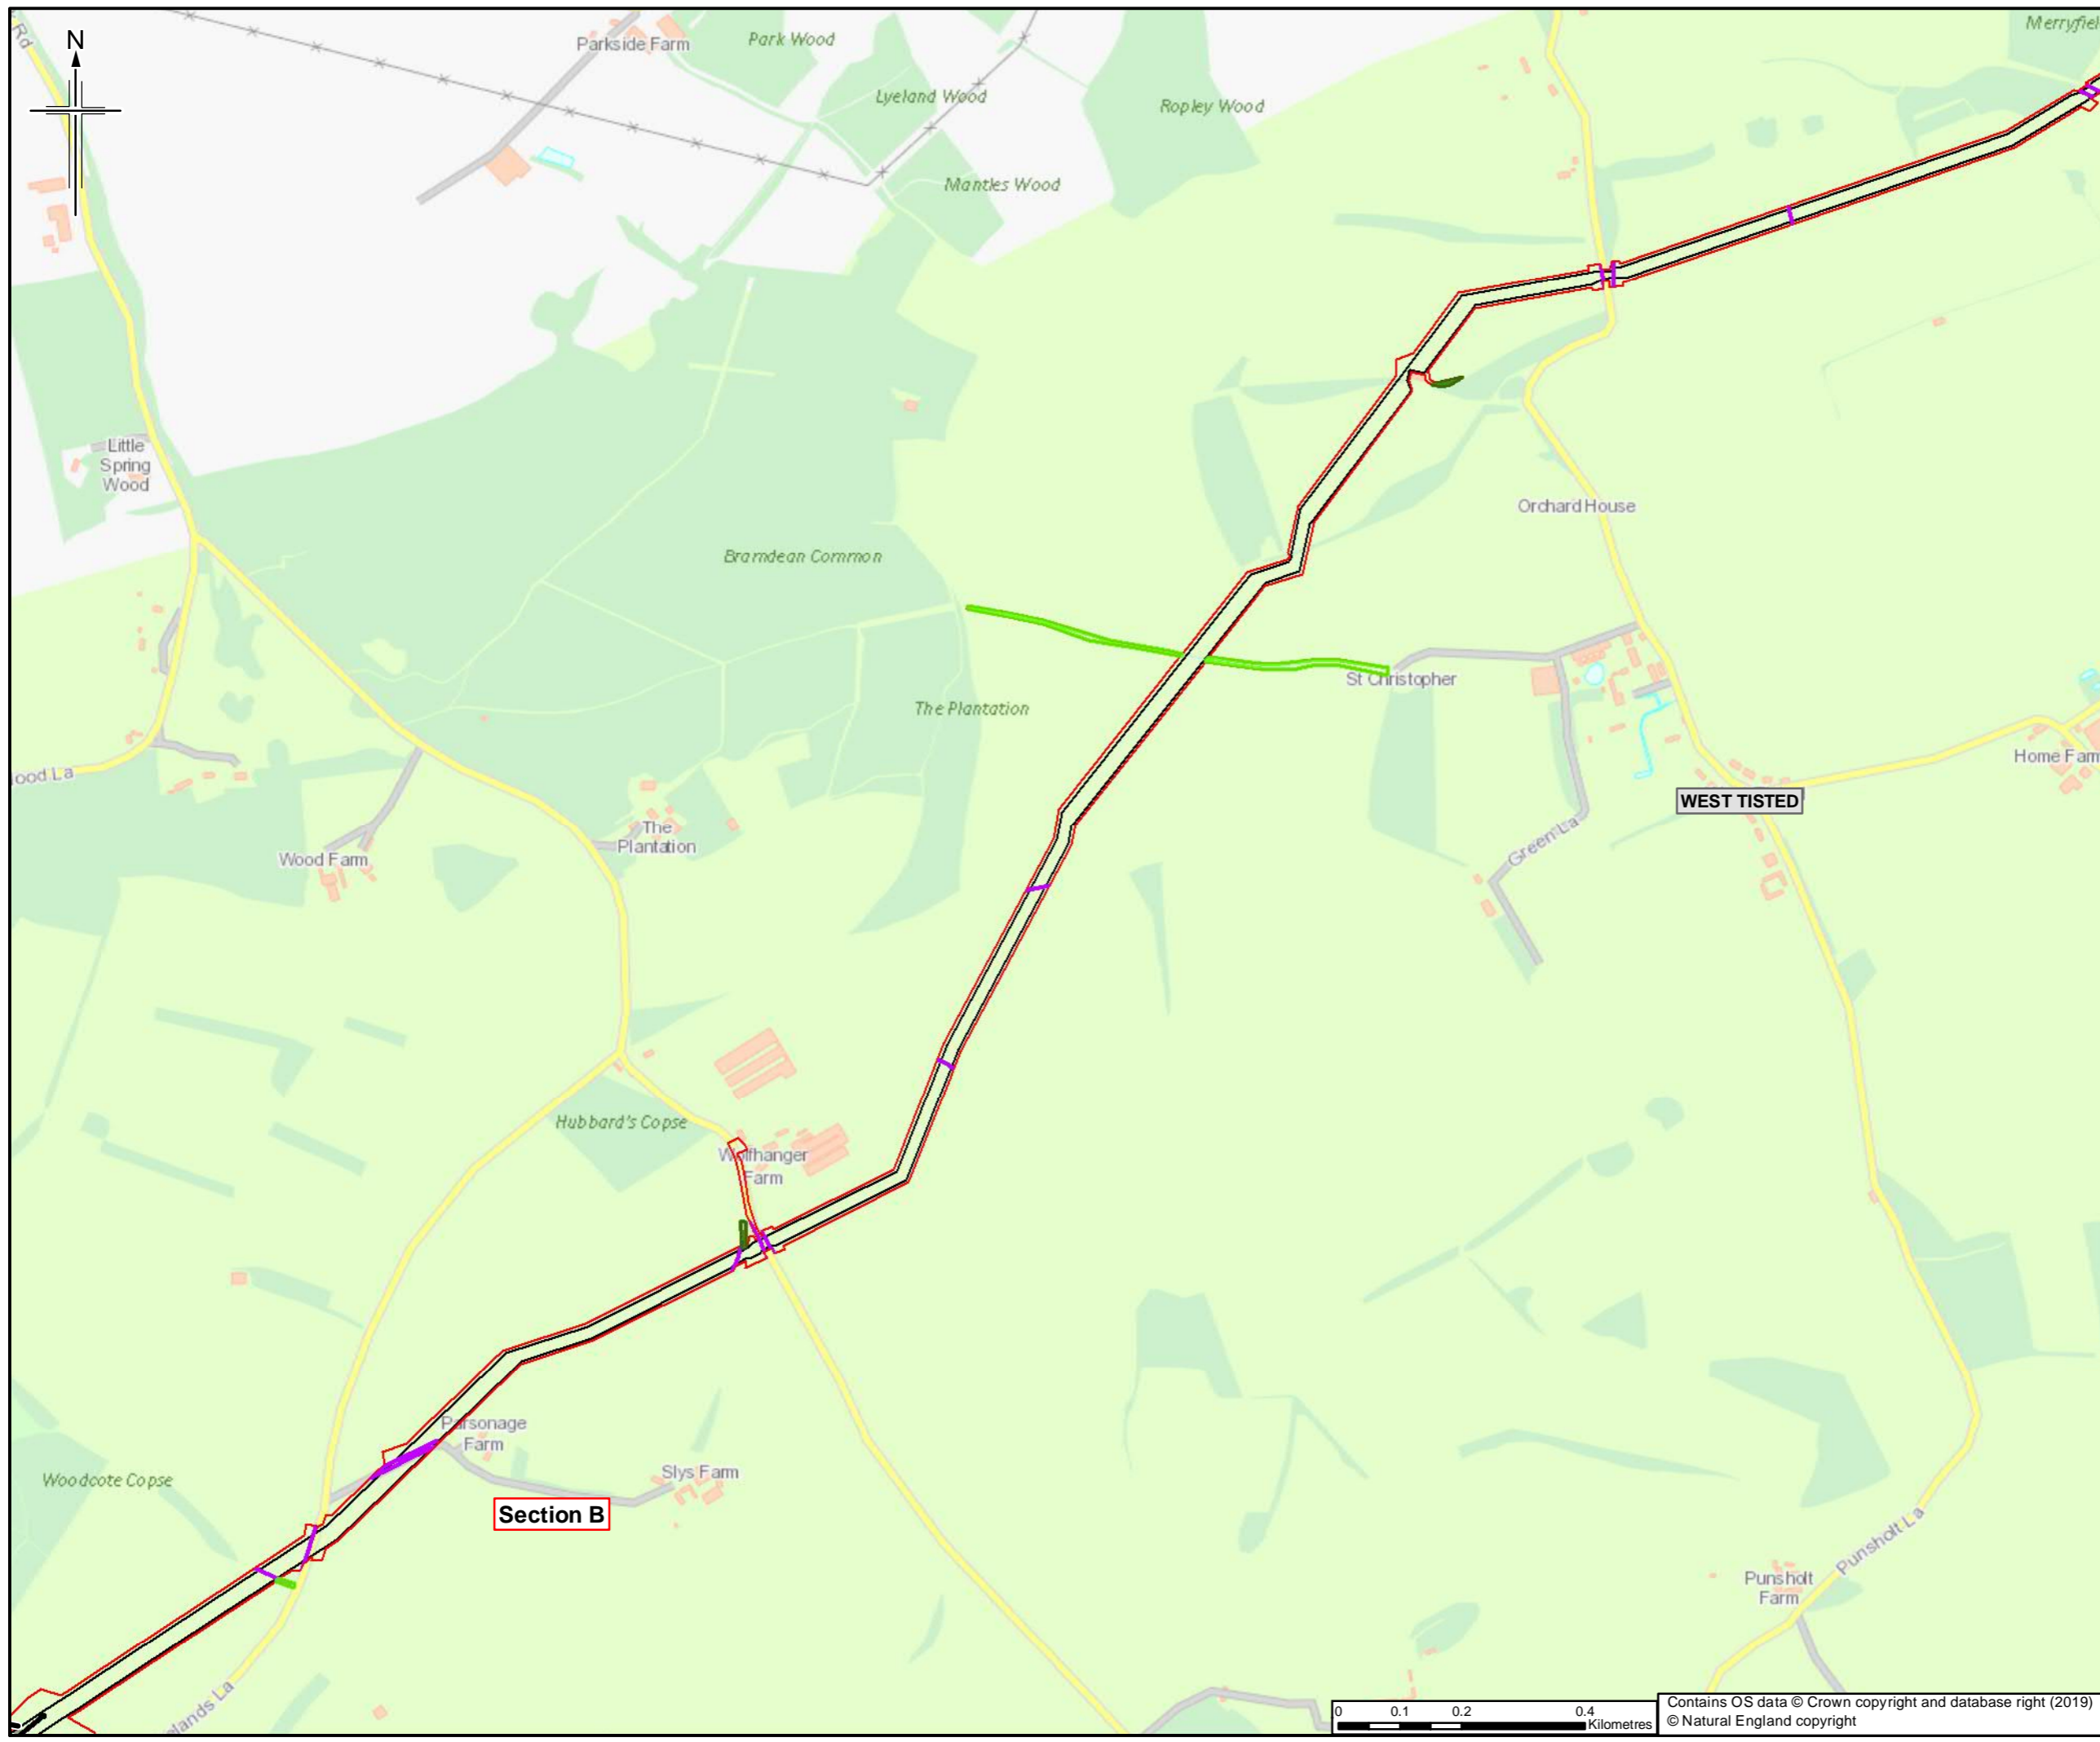 Rd
N
Parkside Farm
Park Wood
Merryfiel
Lyeland Wood
Ropley Wood
Mantles Wood
Little
Spring
Wood
Orchard House
Bramdean Common
St Christopher
The Plantation
Home Farm
ood La
WEST TISTED
The
Plantation
Green La
Wood Farm
Hubbard's Copse
Wolfhanger
Farm
Parsonage
Farm
Woodcote Copse
Slys Farm
Section B
Punsholt La
Punsholt
Farm
elands La
0 0.1 0.2 0.4
Kilometres
Contains OS data © Crown copyright and database right (2019)
© Natural England copyright